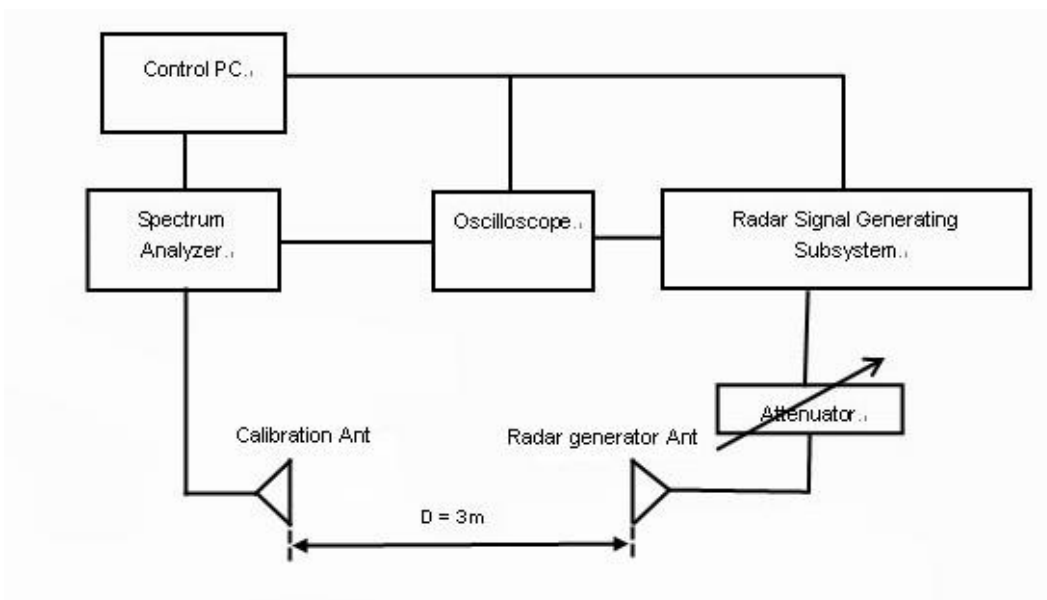 Control PC.
Spectrum
Analyzer.
Oscilloscope.
Radar Signal Generating
Subsystem.
Attenuator.
Calibration Ant
Radar generator Ant
D = 3m